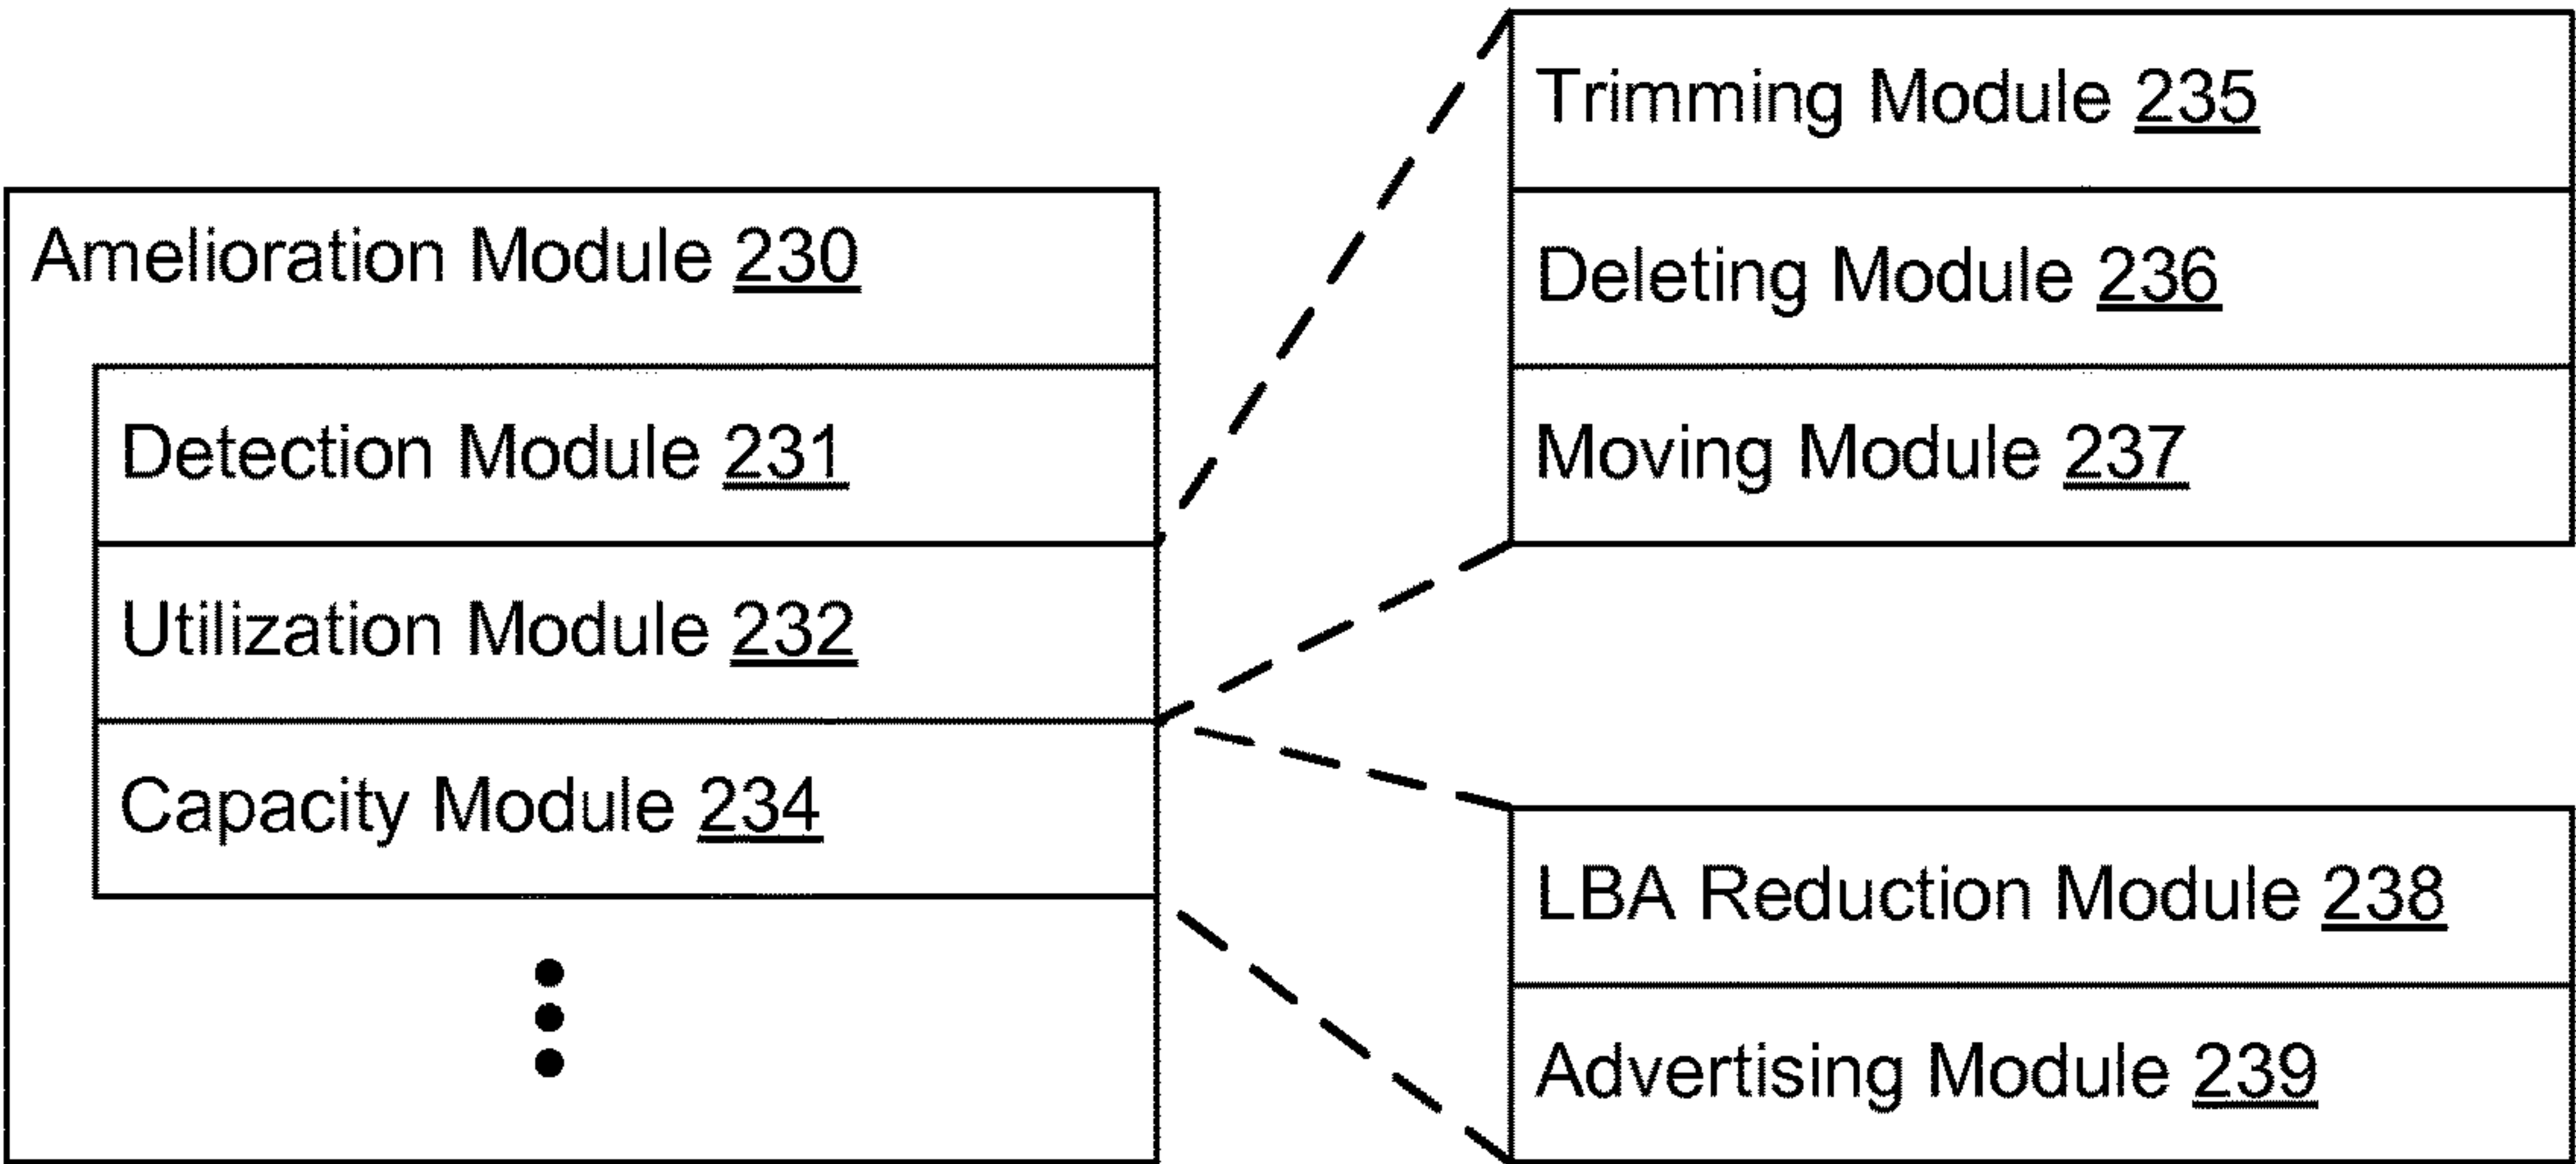 Amelioration Module 230
Detection Module 231
Utilization Module 232
Capacity Module 234
Trimming Module 235
Deleting Module 236
Moving Module 237
LBA Reduction Module 238
Advertising Module 239